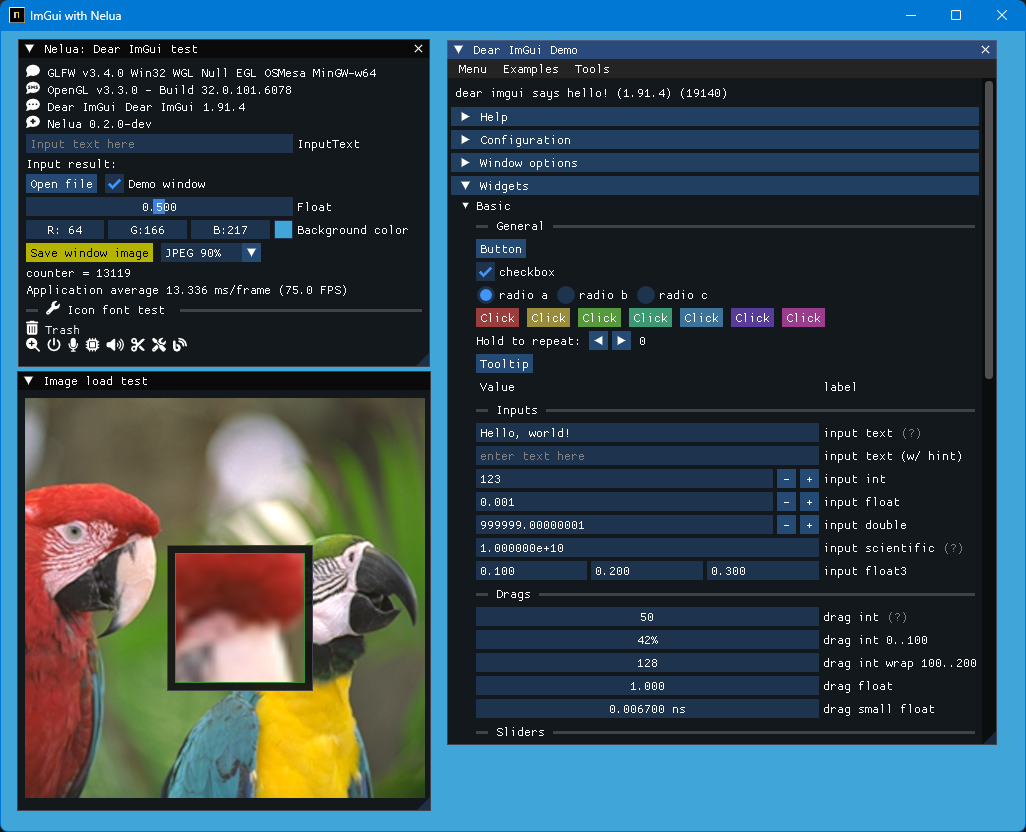 ImGui with Nelua
Nelua: Dear ImGui test
GLFW v3.4.0 Win32 WGL Null EGL OSMesa MinGW-w64
OpenGL v3.3.0 - Build 32.0.101.6078
Dear ImGui Dear ImGui 1.91.4
Nelua 0.2.0-dev
Input text here InputText
Input result:
Open file Demo window
0.500 Float
R: 64 G:166 B:217 Background color
Save window image JPEG 90%
counter = 13119
Application average 13.336 ms/frame (75.0 FPS)
Icon font test
Trash
Image load test
Dear ImGui Demo
Menu Examples Tools
dear imgui says hello! (1.91.4) (19140)
Help
Configuration
Window options
Widgets
Basic
General
Button
checkbox
radio a radio b radio c
Click Click Click Click Click Click Click
Hold to repeat: 0
Tooltip
Value label
Inputs
Hello, world! input text (?)
enter text here input text (w/ hint)
123 - + input int
0.001 - + input float
999999.00000001 - + input double
1.000000e+10 input scientific (?)
0.100 0.200 0.300 input float3
Drags
50 drag int (?)
42% drag int 0..100
128 drag int wrap 100..200
1.000 drag float
0.006700 ns drag small float
Sliders